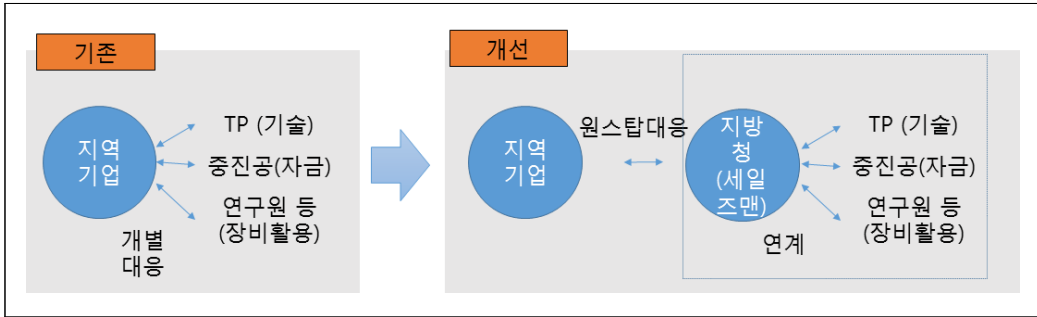 기존
지역
기업
TP (기술)
중진공(자금)
연구원 등
(장비활용)
개별
대응
개선
지역
기업
원스탑대응
지방
청
(세일
즈맨)
TP (기술)
중진공(자금)
연구원 등
(장비활용)
연계